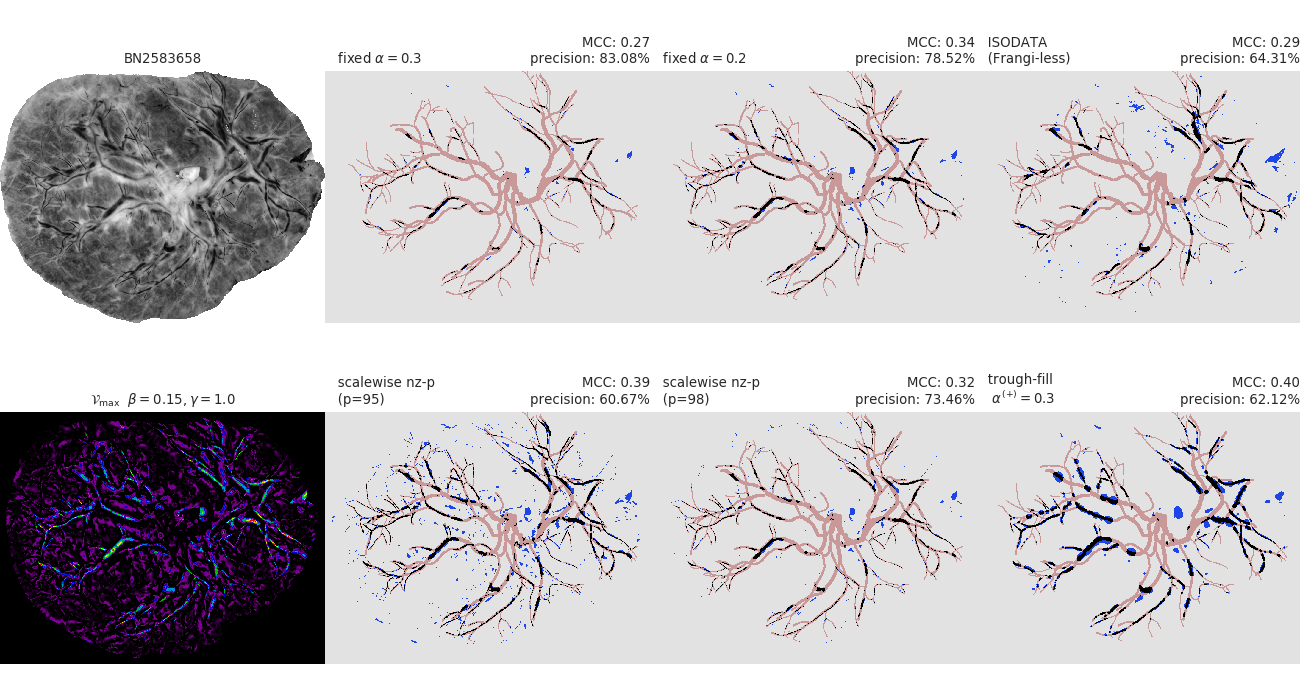 BN2583658
fixed α = 0.3
MCC: 0.27
precision: 83.08%
fixed α = 0.2
MCC: 0.34
precision: 78.52%
ISODATA
(Frangi-less)
MCC: 0.29
precision: 64.31%
𝒱max β = 0.15, γ = 1.0
scalewise nz-p
(p=95)
MCC: 0.39
precision: 60.67%
scalewise nz-p
(p=98)
MCC: 0.32
precision: 73.46%
trough-fill
α(+) = 0.3
MCC: 0.40
precision: 62.12%